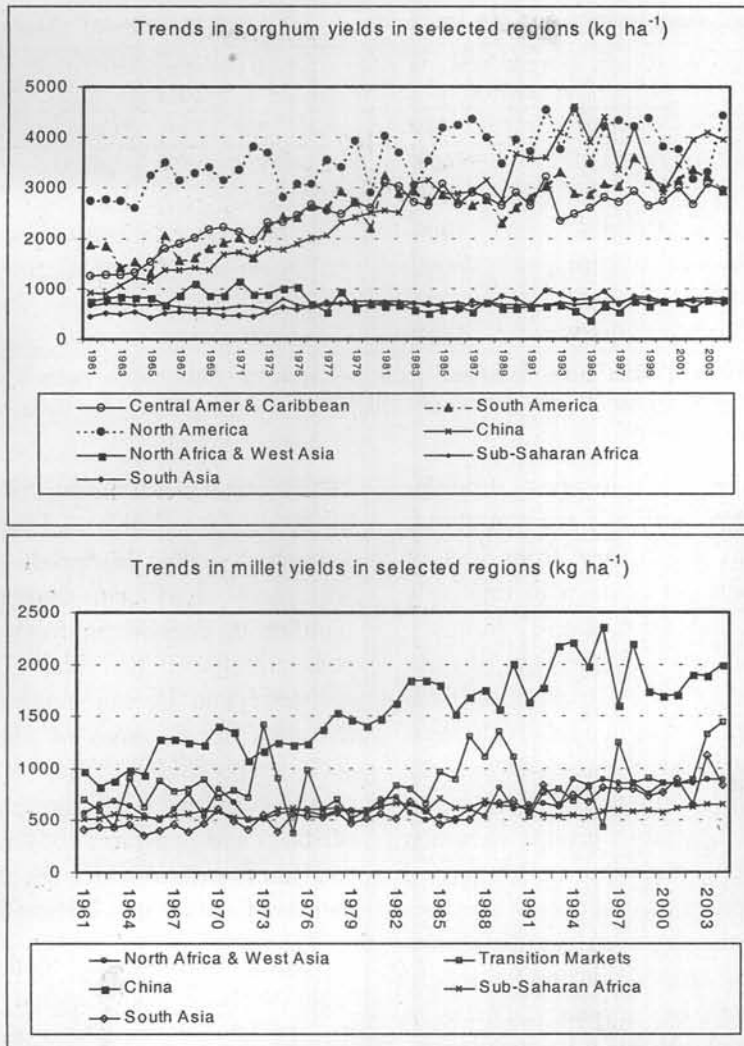 Trends in sorghum yields in selected regions (kg ha⁻¹)
5000
4000
3000
2000
1000
0
1961 1963 1965 1967 1969 1971 1973 1975 1977 1979 1981 1983 1985 1987 1989 1991 1993 1995 1997 1999 2001 2003
Central Amer & Caribbean South America
North America China
North Africa & West Asia Sub-Saharan Africa
South Asia
Trends in millet yields in selected regions (kg ha⁻¹)
2500
2000
1500
1000
500
0
1961 1964 1967 1970 1973 1976 1979 1982 1985 1988 1991 1994 1997 2000 2003
North Africa & West Asia Transition Markets
China Sub-Saharan Africa
South Asia